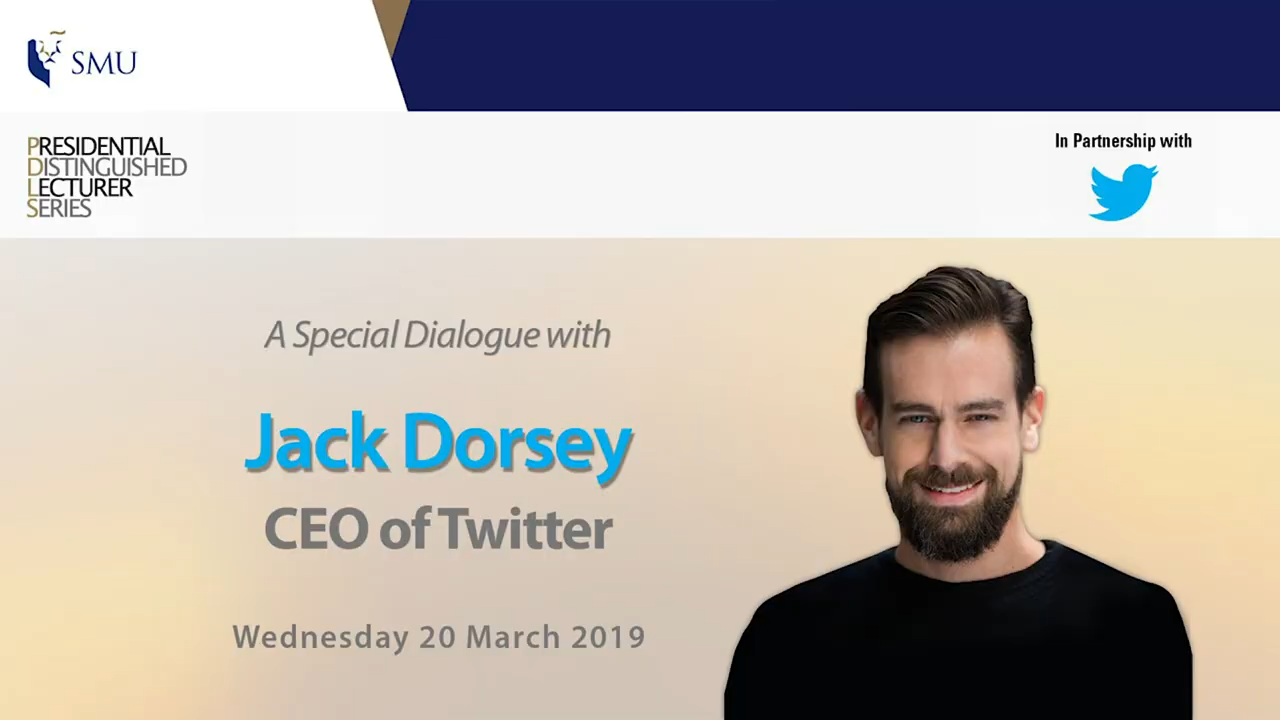 SMU
PRESIDENTIAL
DISTINGUISHED
LECTURER
SERIES
In Partnership with
A Special Dialogue with
Jack Dorsey
CEO of Twitter
Wednesday 20 March 2019